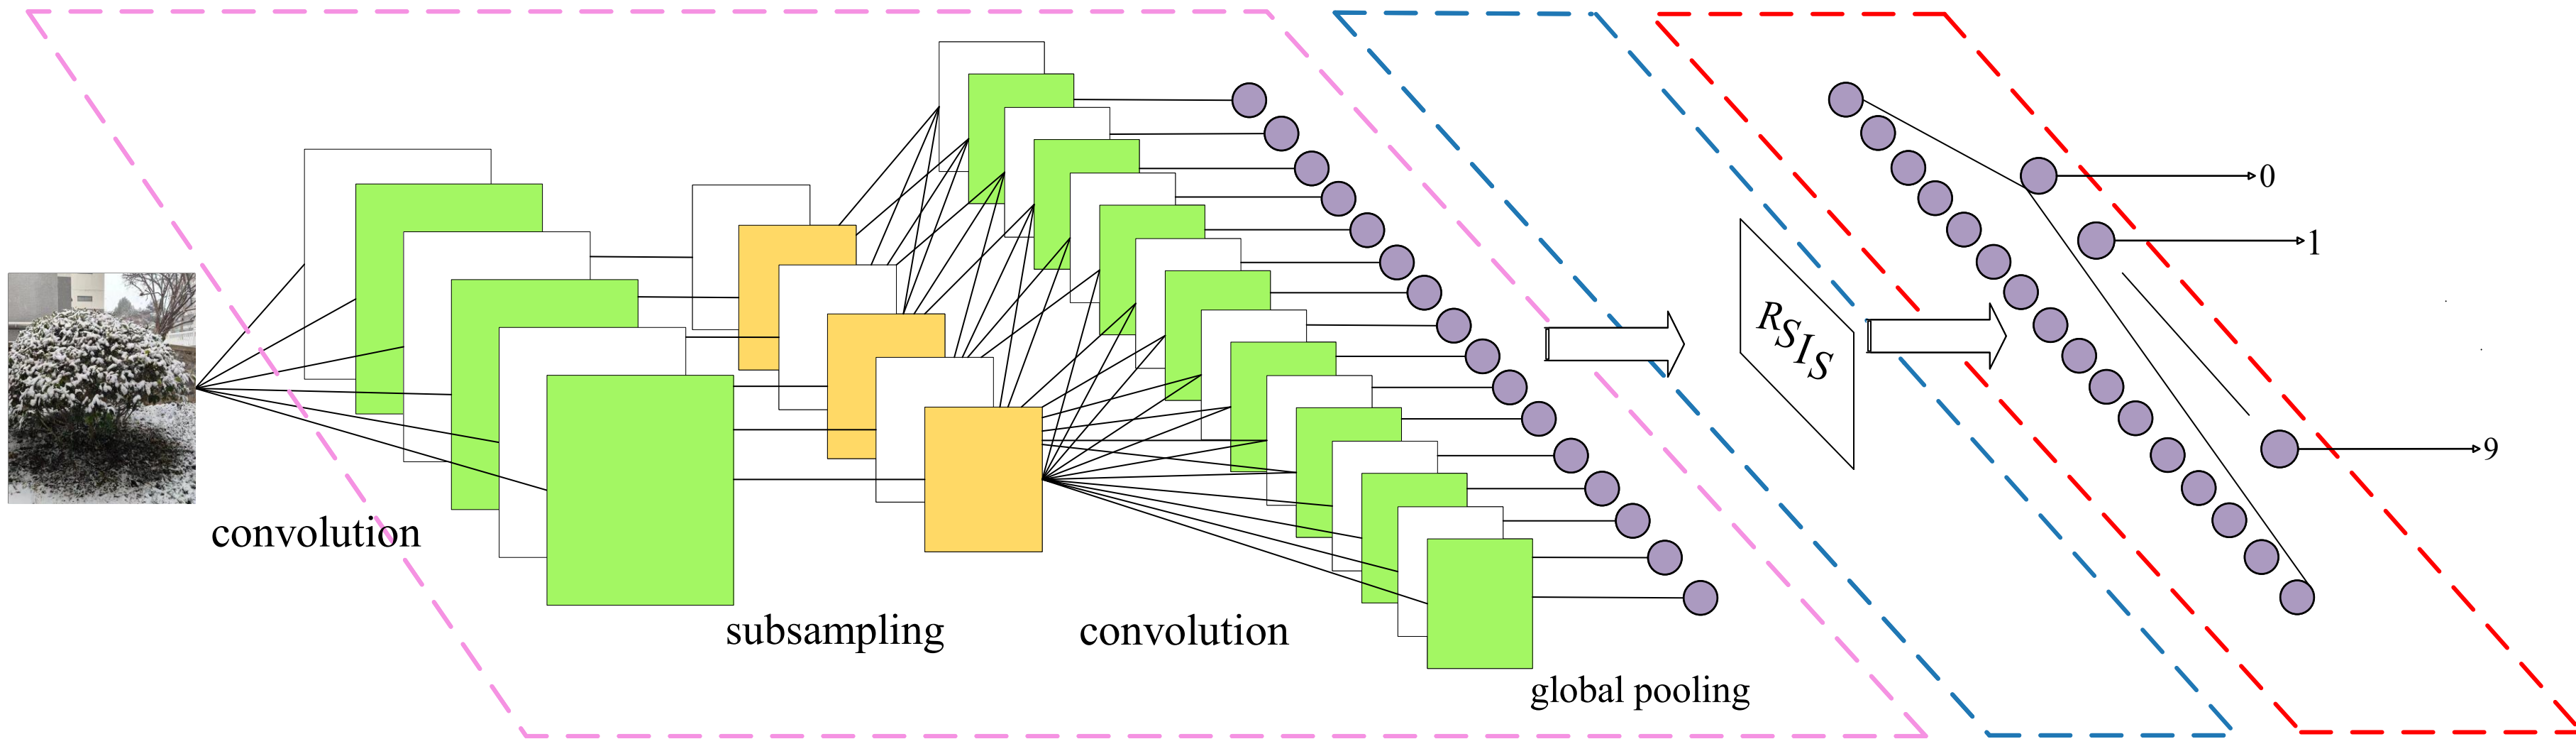 convolution
subsampling
convolution
global pooling
RSIS
0
1
9